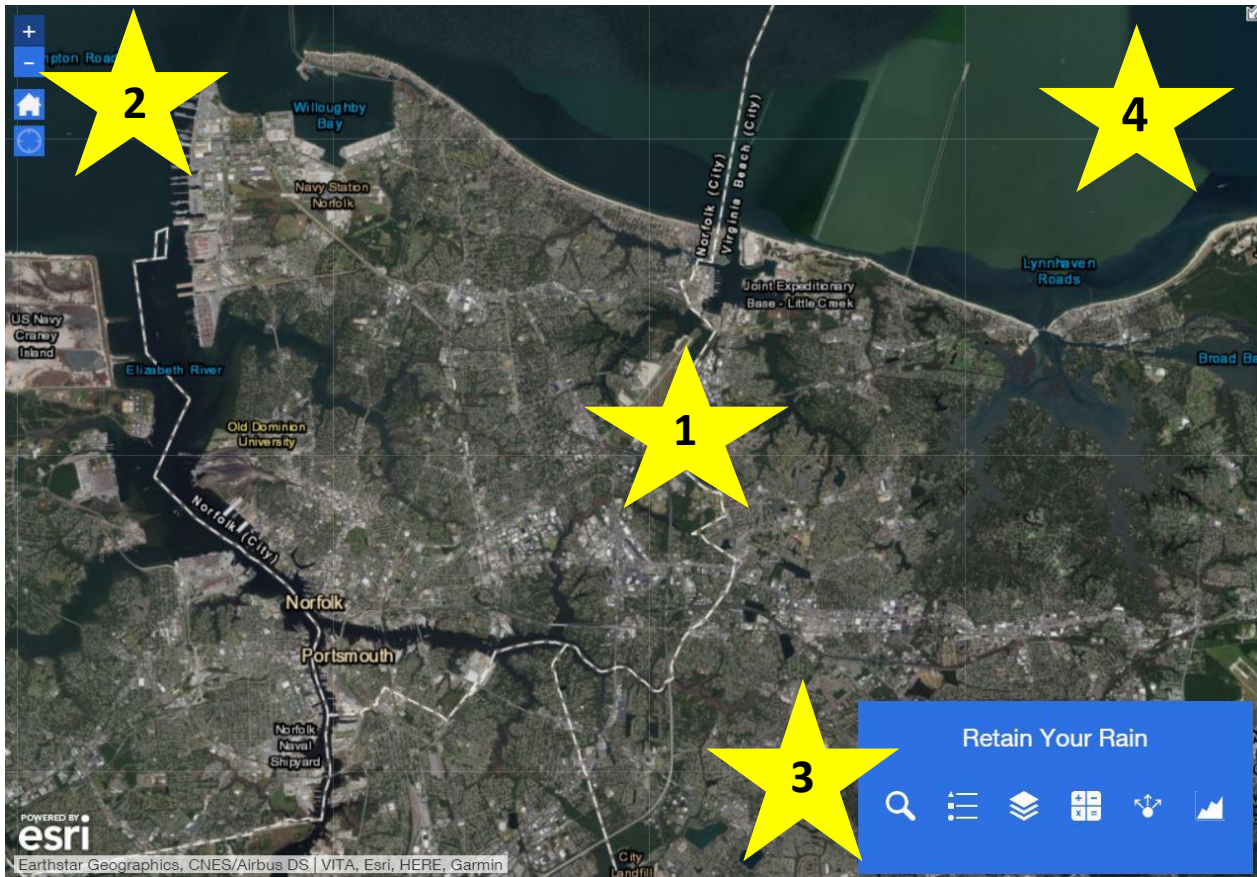 +
−
mpton Road
2
4
Willoughby
Bay
Navy Station
Norfolk
Norfolk (City)
Virginia Beach (City)
Lynnhaven
Roads
Joint Expeditionary
Base - Little Creek
US Navy
Craney
Island
Broad Ba
Elizabeth River
1
Old Dominion
University
Norfolk (City)
Norfolk
Portsmouth
Norfolk
Naval
Shipyard
3
Retain Your Rain
POWERED BY
esri
City
Landfill
Earthstar Geographics, CNES/Airbus DS | VITA, Esri, HERE, Garmin